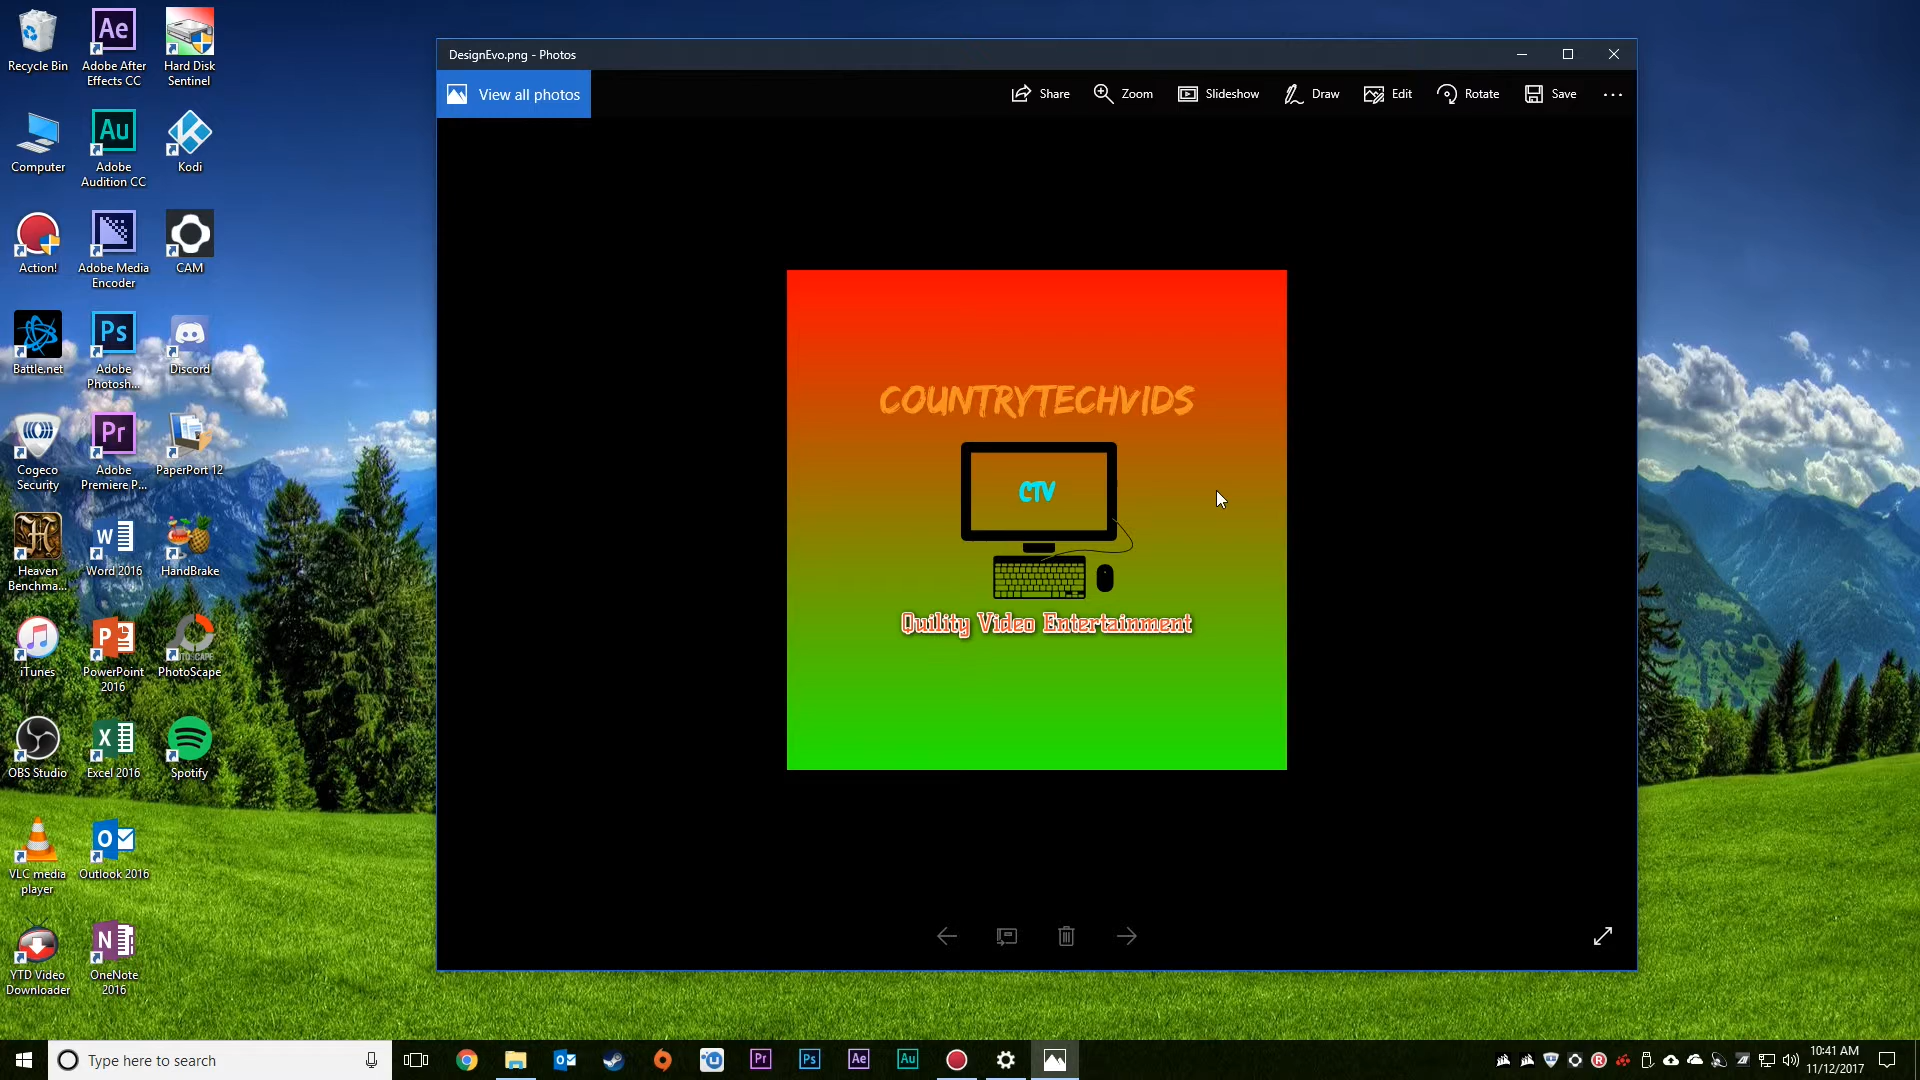 Recycle Bin
Adobe After
Effects CC
Hard Disk
Sentinel
Computer
Adobe
Audition CC
Kodi
Action!
Adobe Media
Encoder
CAM
Battle.net
Adobe
Photosh...
Discord
Cogeco
Security
Adobe
Premiere P...
PaperPort 12
Heaven
Benchma...
Word 2016
HandBrake
iTunes
PowerPoint
2016
PhotoScape
OBS Studio
Excel 2016
Spotify
VLC media
player
Outlook 2016
YTD Video
Downloader
OneNote
2016
DesignEvo.png - Photos
View all photos
Share
Zoom
Slideshow
Draw
Edit
Rotate
Save
COUNTRYTECHVIDS
CTV
Quility Video Entertainment
Type here to search
10:41 AM
11/12/2017